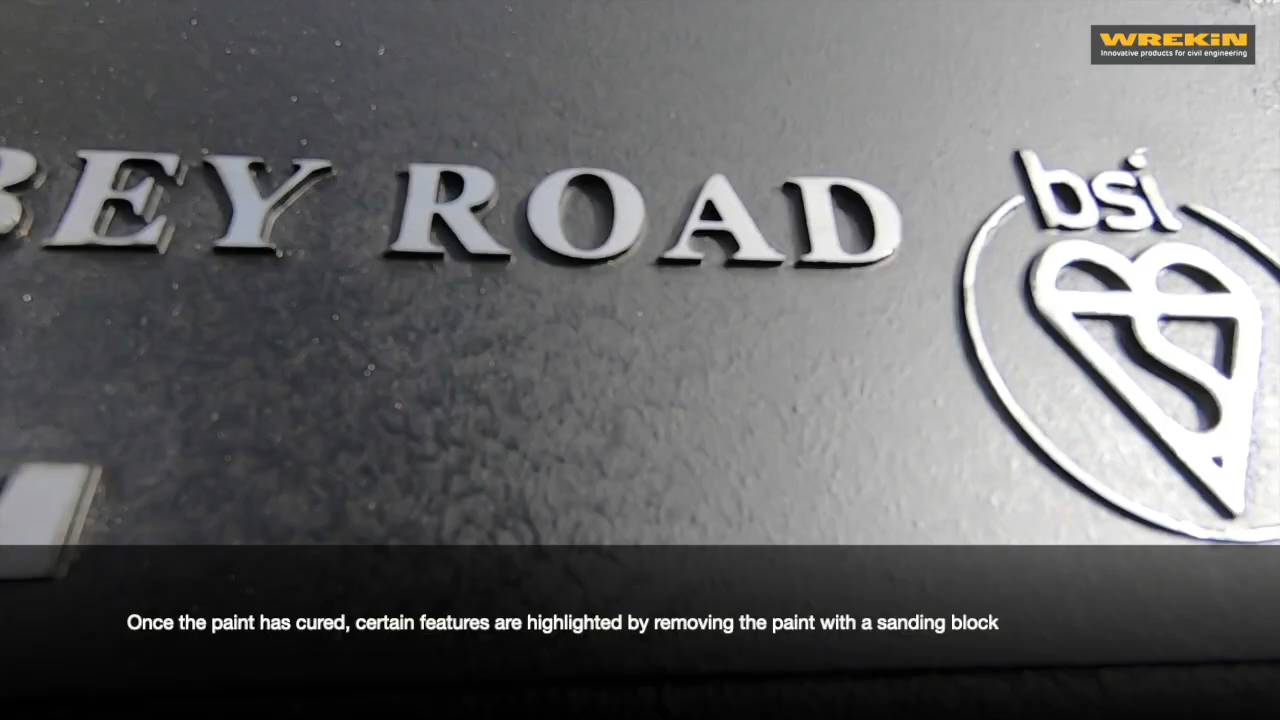 WREKiN
Innovative products for civil engineering
BEY ROAD
bsi
Once the paint has cured, certain features are highlighted by removing the paint with a sanding block